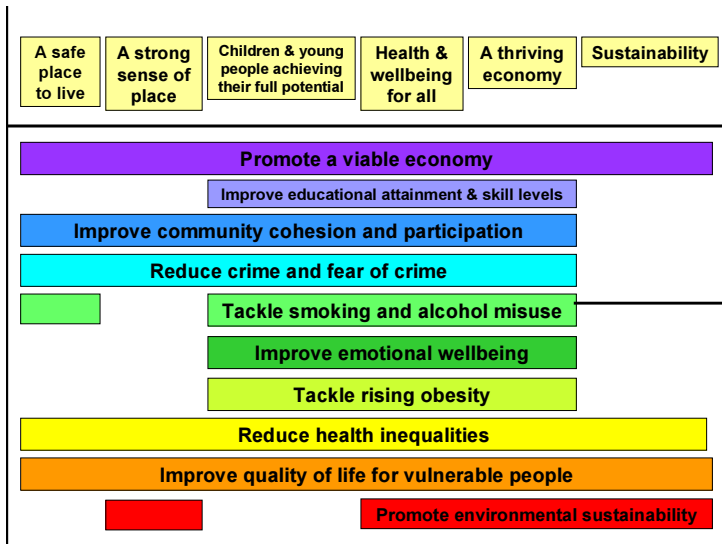 A safe
place
to live
A strong
sense of
place
Children & young
people achieving
their full potential
Health &
wellbeing
for all
A thriving
economy
Sustainability
Promote a viable economy
Improve educational attainment & skill levels
Improve community cohesion and participation
Reduce crime and fear of crime
Tackle smoking and alcohol misuse
Improve emotional wellbeing
Tackle rising obesity
Reduce health inequalities
Improve quality of life for vulnerable people
Promote environmental sustainability